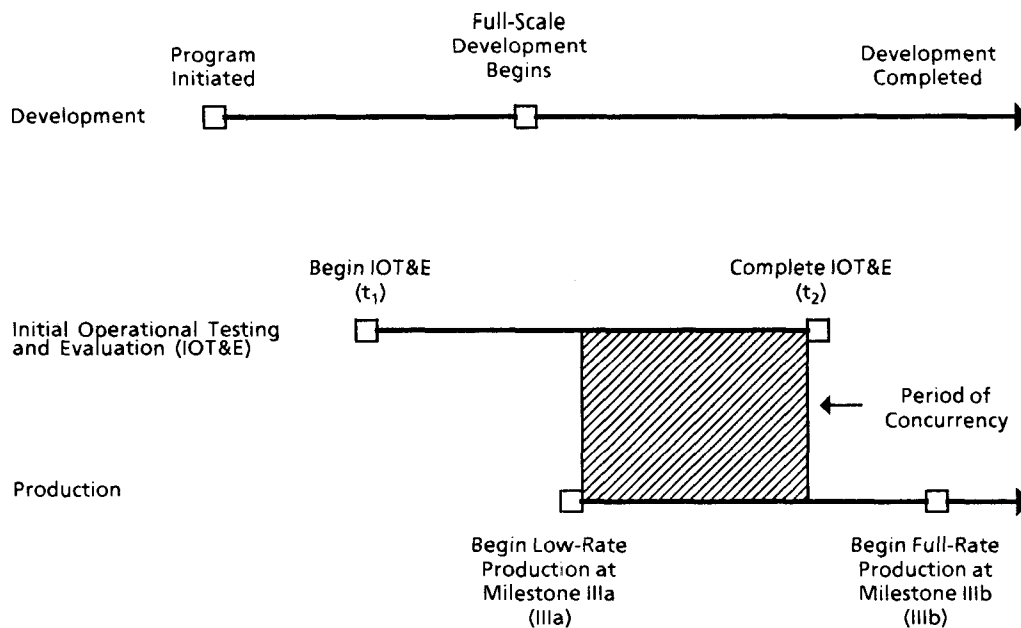 Program
Initiated
Full-Scale
Development
Begins
Development
Completed
Development
Begin IOT&E
(t₁)
Complete IOT&E
(t₂)
Initial Operational Testing
and Evaluation (IOT&E)
Period of
Concurrency
Production
Begin Low-Rate
Production at
Milestone IIIa
(IIIa)
Begin Full-Rate
Production at
Milestone IIIb
(IIIb)